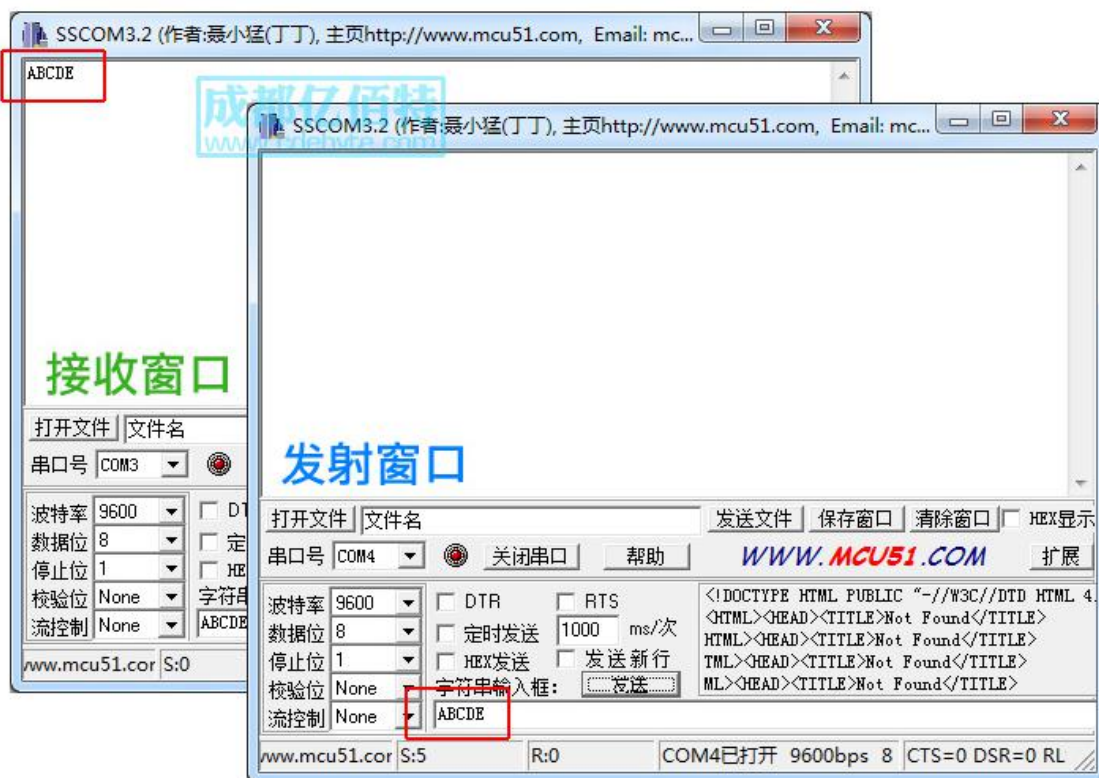 SSCOM3.2 (作者:聂小猛(丁丁), 主页http://www.mcu51.com, Email: mc...
ABCDE
成都亿佰特
接收窗口
打开文件 文件名
串口号 COM3
波特率 9600 DT
数据位 8 定
停止位 1 HE
校验位 None 字符串
流控制 None ABCDE
www.mcu51.cor S:0
SSCOM3.2 (作者:聂小猛(丁丁), 主页http://www.mcu51.com, Email: mc...
发射窗口
打开文件 文件名 发送文件 保存窗口 清除窗口 HEX显示
串口号 COM4 关闭串口 帮助 WWW.MCU51.COM 扩展
波特率 9600 DTR RTS
数据位 8 定时发送 1000 ms/次
停止位 1 HEX发送 发送新行
校验位 None 字符串输入框: 发送
流控制 None ABCDE
<!DOCTYPE HTML PUBLIC "-//W3C//DTD HTML 4.
<HTML><HEAD><TITLE>Not Found</TITLE>
HTML><HEAD><TITLE>Not Found</TITLE>
TML><HEAD><TITLE>Not Found</TITLE>
ML><HEAD><TITLE>Not Found</TITLE>
www.mcu51.cor S:5 R:0 COM4已打开 9600bps 8 CTS=0 DSR=0 RL